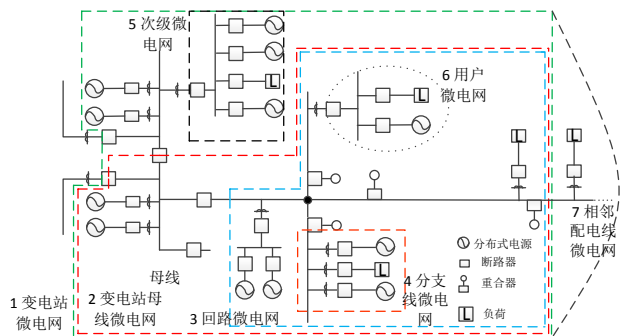 5 次级微
电网
L
6 用户
微电网
L
L
L
7 相邻
配电线
微电网
分布式电源
断路器
重合器
L 负荷
L
4 分支
线微电
网
母线
1 变电站
微电网
2 变电站母
线微电网
3 回路微电网